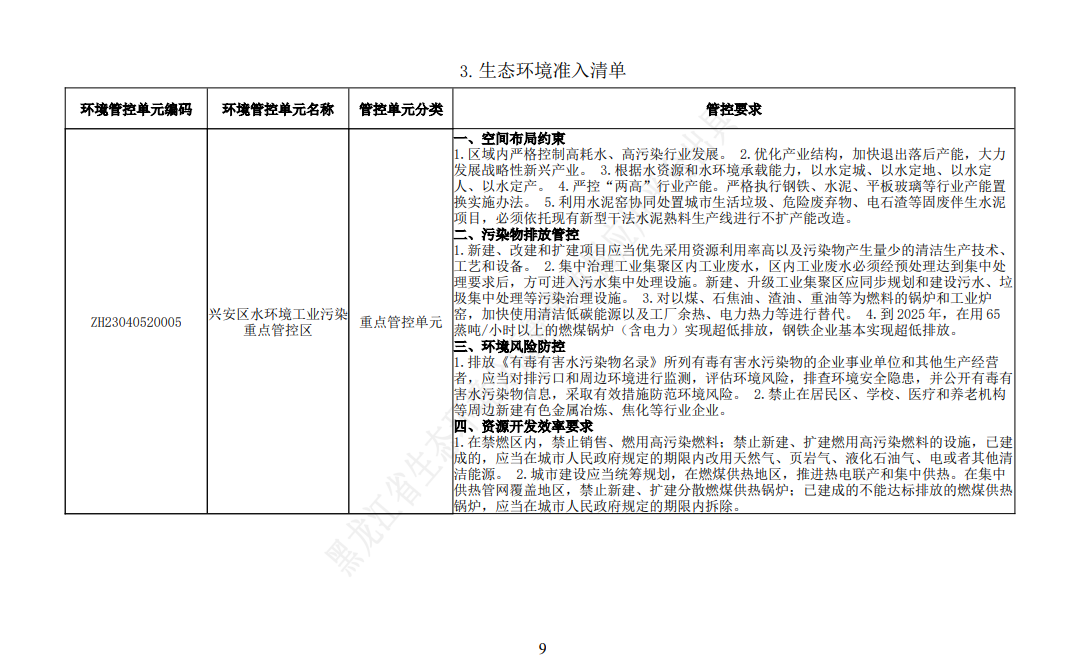 3.生态环境准入清单
环境管控单元编码 环境管控单元名称 管控单元分类 管控要求
ZH23040520005
兴安区水环境工业污染
重点管控区
重点管控单元
一、空间布局约束
1.区域内严格控制高耗水、高污染行业发展。 2.优化产业结构，加快退出落后产能，大力
发展战略性新兴产业。 3.根据水资源和水环境承载能力，以水定城、以水定地、以水定
人、以水定产。 4.严控“两高”行业产能。严格执行钢铁、水泥、平板玻璃等行业产能置
换实施办法。 5.利用水泥窑协同处置城市生活垃圾、危险废弃物、电石渣等固废伴生水泥
项目，必须依托现有新型干法水泥熟料生产线进行不扩产能改造。
二、污染物排放管控
1.新建、改建和扩建项目应当优先采用资源利用率高以及污染物产生量少的清洁生产技术、
工艺和设备。 2.集中治理工业集聚区内工业废水，区内工业废水必须经预处理达到集中处
理要求后，方可进入污水集中处理设施。新建、升级工业集聚区应同步规划和建设污水、垃
圾集中处理等污染治理设施。 3.对以煤、石焦油、渣油、重油等为燃料的锅炉和工业炉
窑，加快使用清洁低碳能源以及工厂余热、电力热力等进行替代。 4.到2025年，在用65
蒸吨/小时以上的燃煤锅炉（含电力）实现超低排放，钢铁企业基本实现超低排放。
三、环境风险防控
1.排放《有毒有害水污染物名录》所列有毒有害水污染物的企业事业单位和其他生产经营
者，应当对排污口和周边环境进行监测，评估环境风险，排查环境安全隐患，并公开有毒有
害水污染物信息，采取有效措施防范环境风险。 2.禁止在居民区、学校、医疗和养老机构
等周边新建有色金属冶炼、焦化等行业企业。
四、资源开发效率要求
1.在禁燃区内，禁止销售、燃用高污染燃料；禁止新建、扩建燃用高污染燃料的设施，已建
成的，应当在城市人民政府规定的期限内改用天然气、页岩气、液化石油气、电或者其他清
洁能源。 2.城市建设应当统筹规划，在燃煤供热地区，推进热电联产和集中供热。在集中
供热管网覆盖地区，禁止新建、扩建分散燃煤供热锅炉；已建成的不能达标排放的燃煤供热
锅炉，应当在城市人民政府规定的期限内拆除。
黑龙江省生态
9